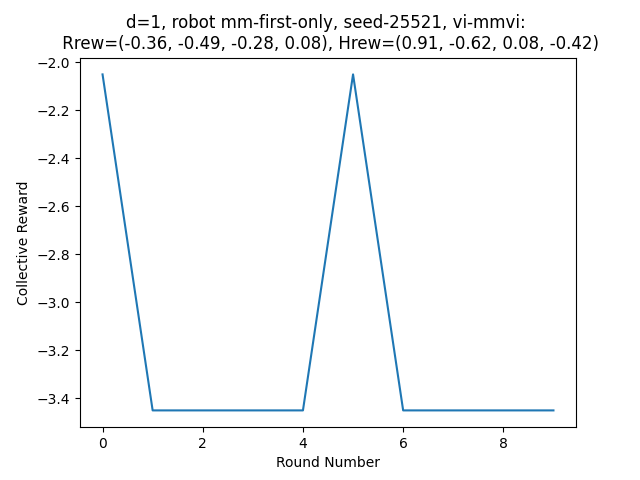 d=1, robot mm-first-only, seed-25521, vi-mmvi:
Rrew=(-0.36, -0.49, -0.28, 0.08), Hrew=(0.91, -0.62, 0.08, -0.42)
−2.0
−2.2
−2.4
−2.6
−2.8
−3.0
−3.2
−3.4
Collective Reward
0 2 4 6 8
Round Number